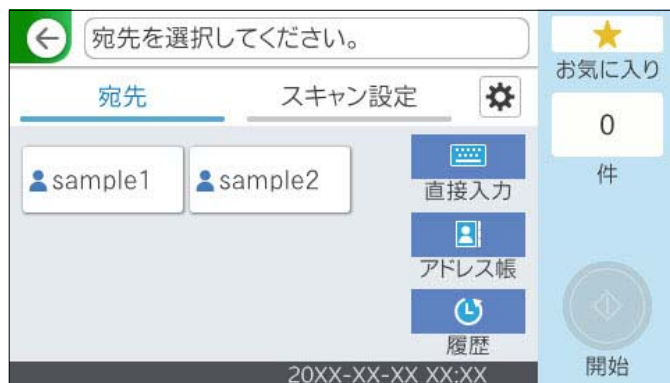 宛先を選択してください。
お気に入り
宛先
スキャン設定
0
件
sample1
sample2
直接入力
アドレス帳
履歴
開始
20XX-XX-XX XX:XX